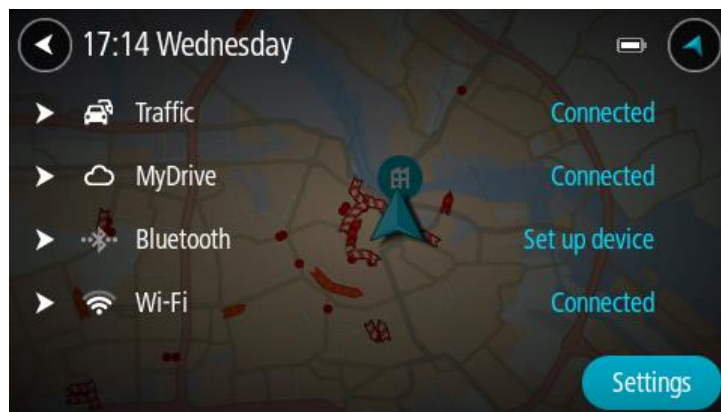 17:14 Wednesday
Traffic Connected
MyDrive Connected
Bluetooth Set up device
Wi-Fi Connected
Settings